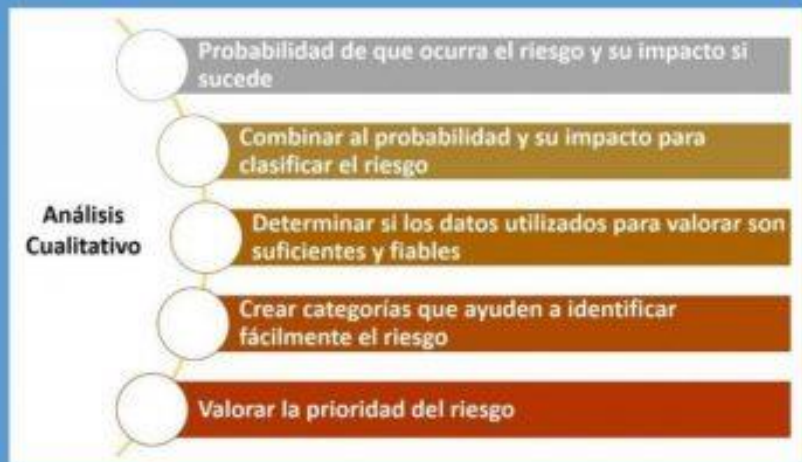 Probabilidad de que ocurra el riesgo y su impacto si
sucede
Combinar al probabilidad y su impacto para
clasificar el riesgo
Análisis
Cualitativo
Determinar si los datos utilizados para valorar son
suficientes y fiables
Crear categorías que ayuden a identificar
fácilmente el riesgo
Valorar la prioridad del riesgo